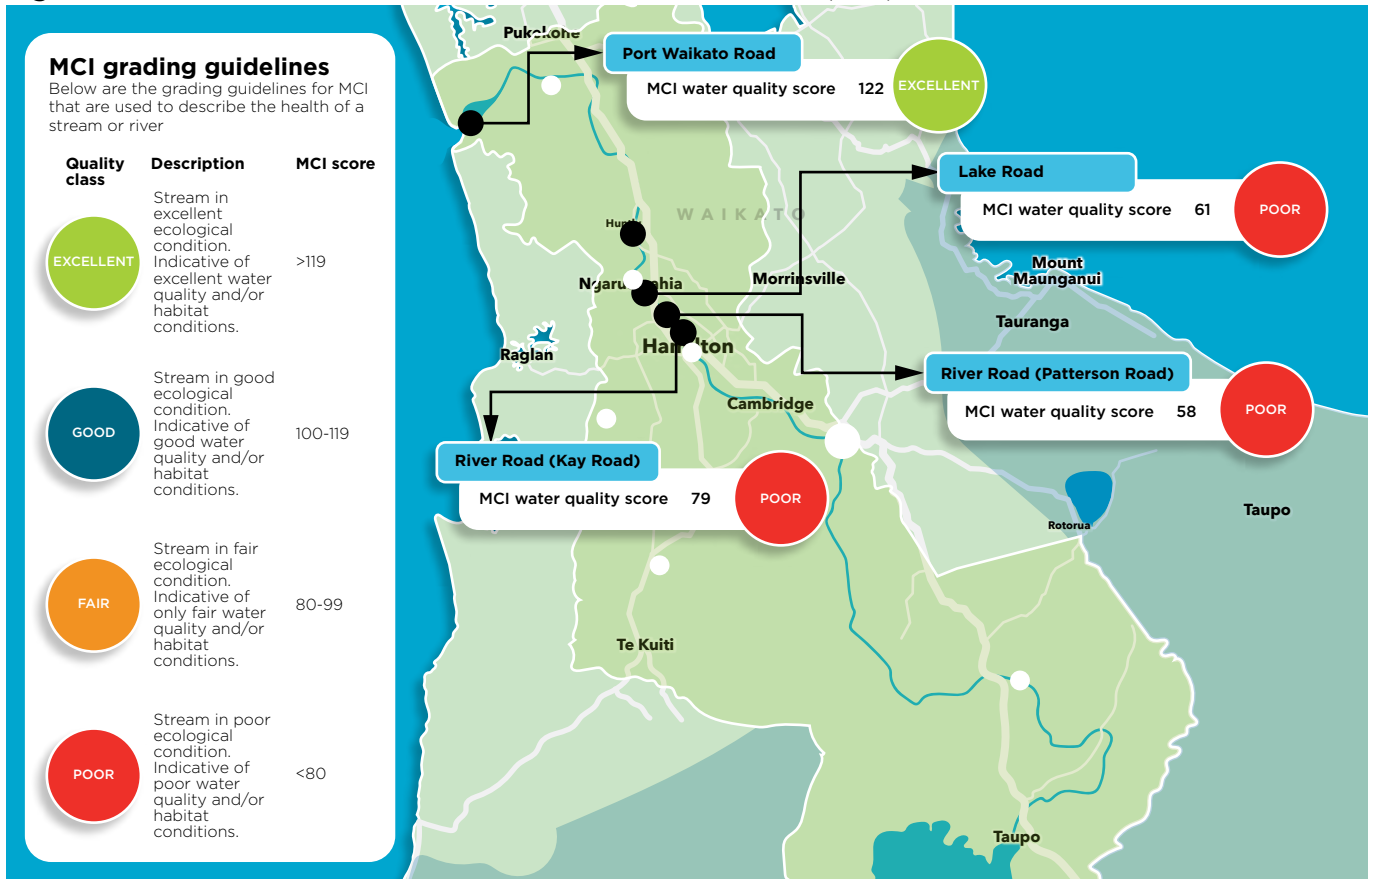 MCI grading guidelines
Below are the grading guidelines for MCI
that are used to describe the health of a
stream or river
Quality
class
Description
MCI score
EXCELLENT
Stream in
excellent
ecological
condition.
Indicative of
excellent water
quality and/or
habitat
conditions.
>119
GOOD
Stream in good
ecological
condition.
Indicative of
good water
quality and/or
habitat
conditions.
100-119
FAIR
Stream in fair
ecological
condition.
Indicative of
only fair water
quality and/or
habitat
conditions.
80-99
POOR
Stream in poor
ecological
condition.
Indicative of
poor water
quality and/or
habitat
conditions.
<80
Pukekohe
Port Waikato Road
MCI water quality score 122
EXCELLENT
Lake Road
MCI water quality score 61
POOR
WAIKATO
Huntly
Mount
Maunganui
Morrinsville
Tauranga
Raglan
Hamilton
River Road (Patterson Road)
MCI water quality score 58
POOR
Cambridge
River Road (Kay Road)
MCI water quality score 79
POOR
Taupo
Rotorua
Te Kuiti
Taupo